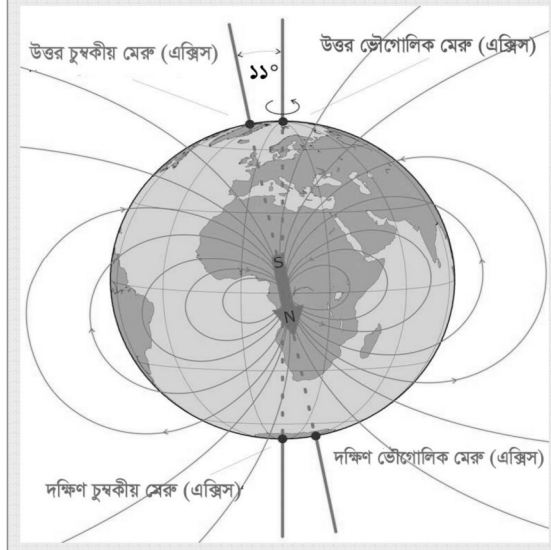 উত্তর চুম্বকীয় মেরু (এক্সিস)
উত্তর ভৌগোলিক মেরু (এক্সিস)
১১°
S
N
দক্ষিণ ভৌগোলিক মেরু (এক্সিস)
দক্ষিণ চুম্বকীয় মেরু (এক্সিস)